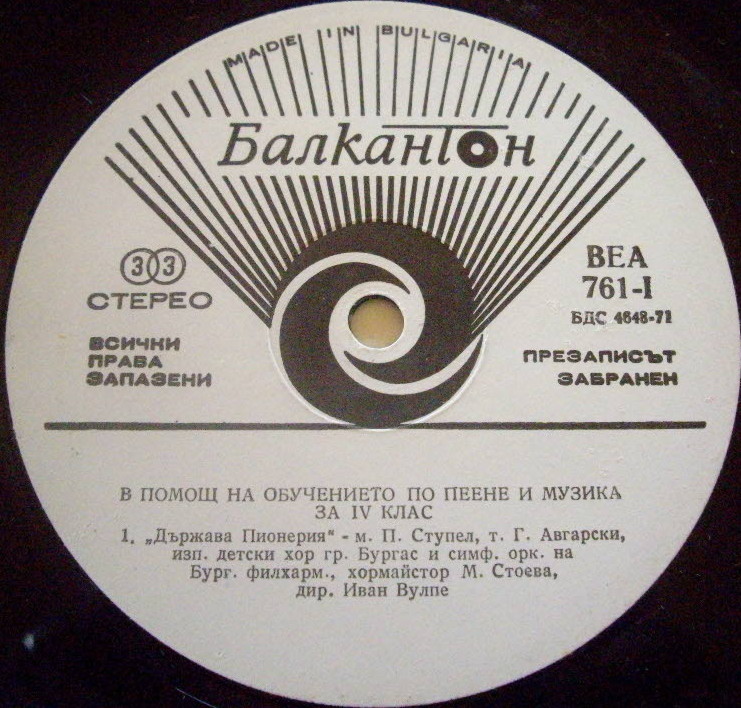 MADE IN BULGARIA
Балкантон
33
СТЕРЕО
ВСИЧКИ
ПРАВА
ЗАПАЗЕНИ
ВЕА
761-I
БДС 4648-71
ПРЕЗАПИСЪТ
ЗАБРАНЕН
В ПОМОЩ НА ОБУЧЕНИЕТО ПО ПЕЕНЕ И МУЗИКА
ЗА IV КЛАС
1. „Държава Пионерия" - м. П. Ступел, т. Г. Авгарски,
изп. детски хор гр. Бургас и симф. орк. на
Бург. филхарм., хормайстор М. Стоева,
дир. Иван Вулпе